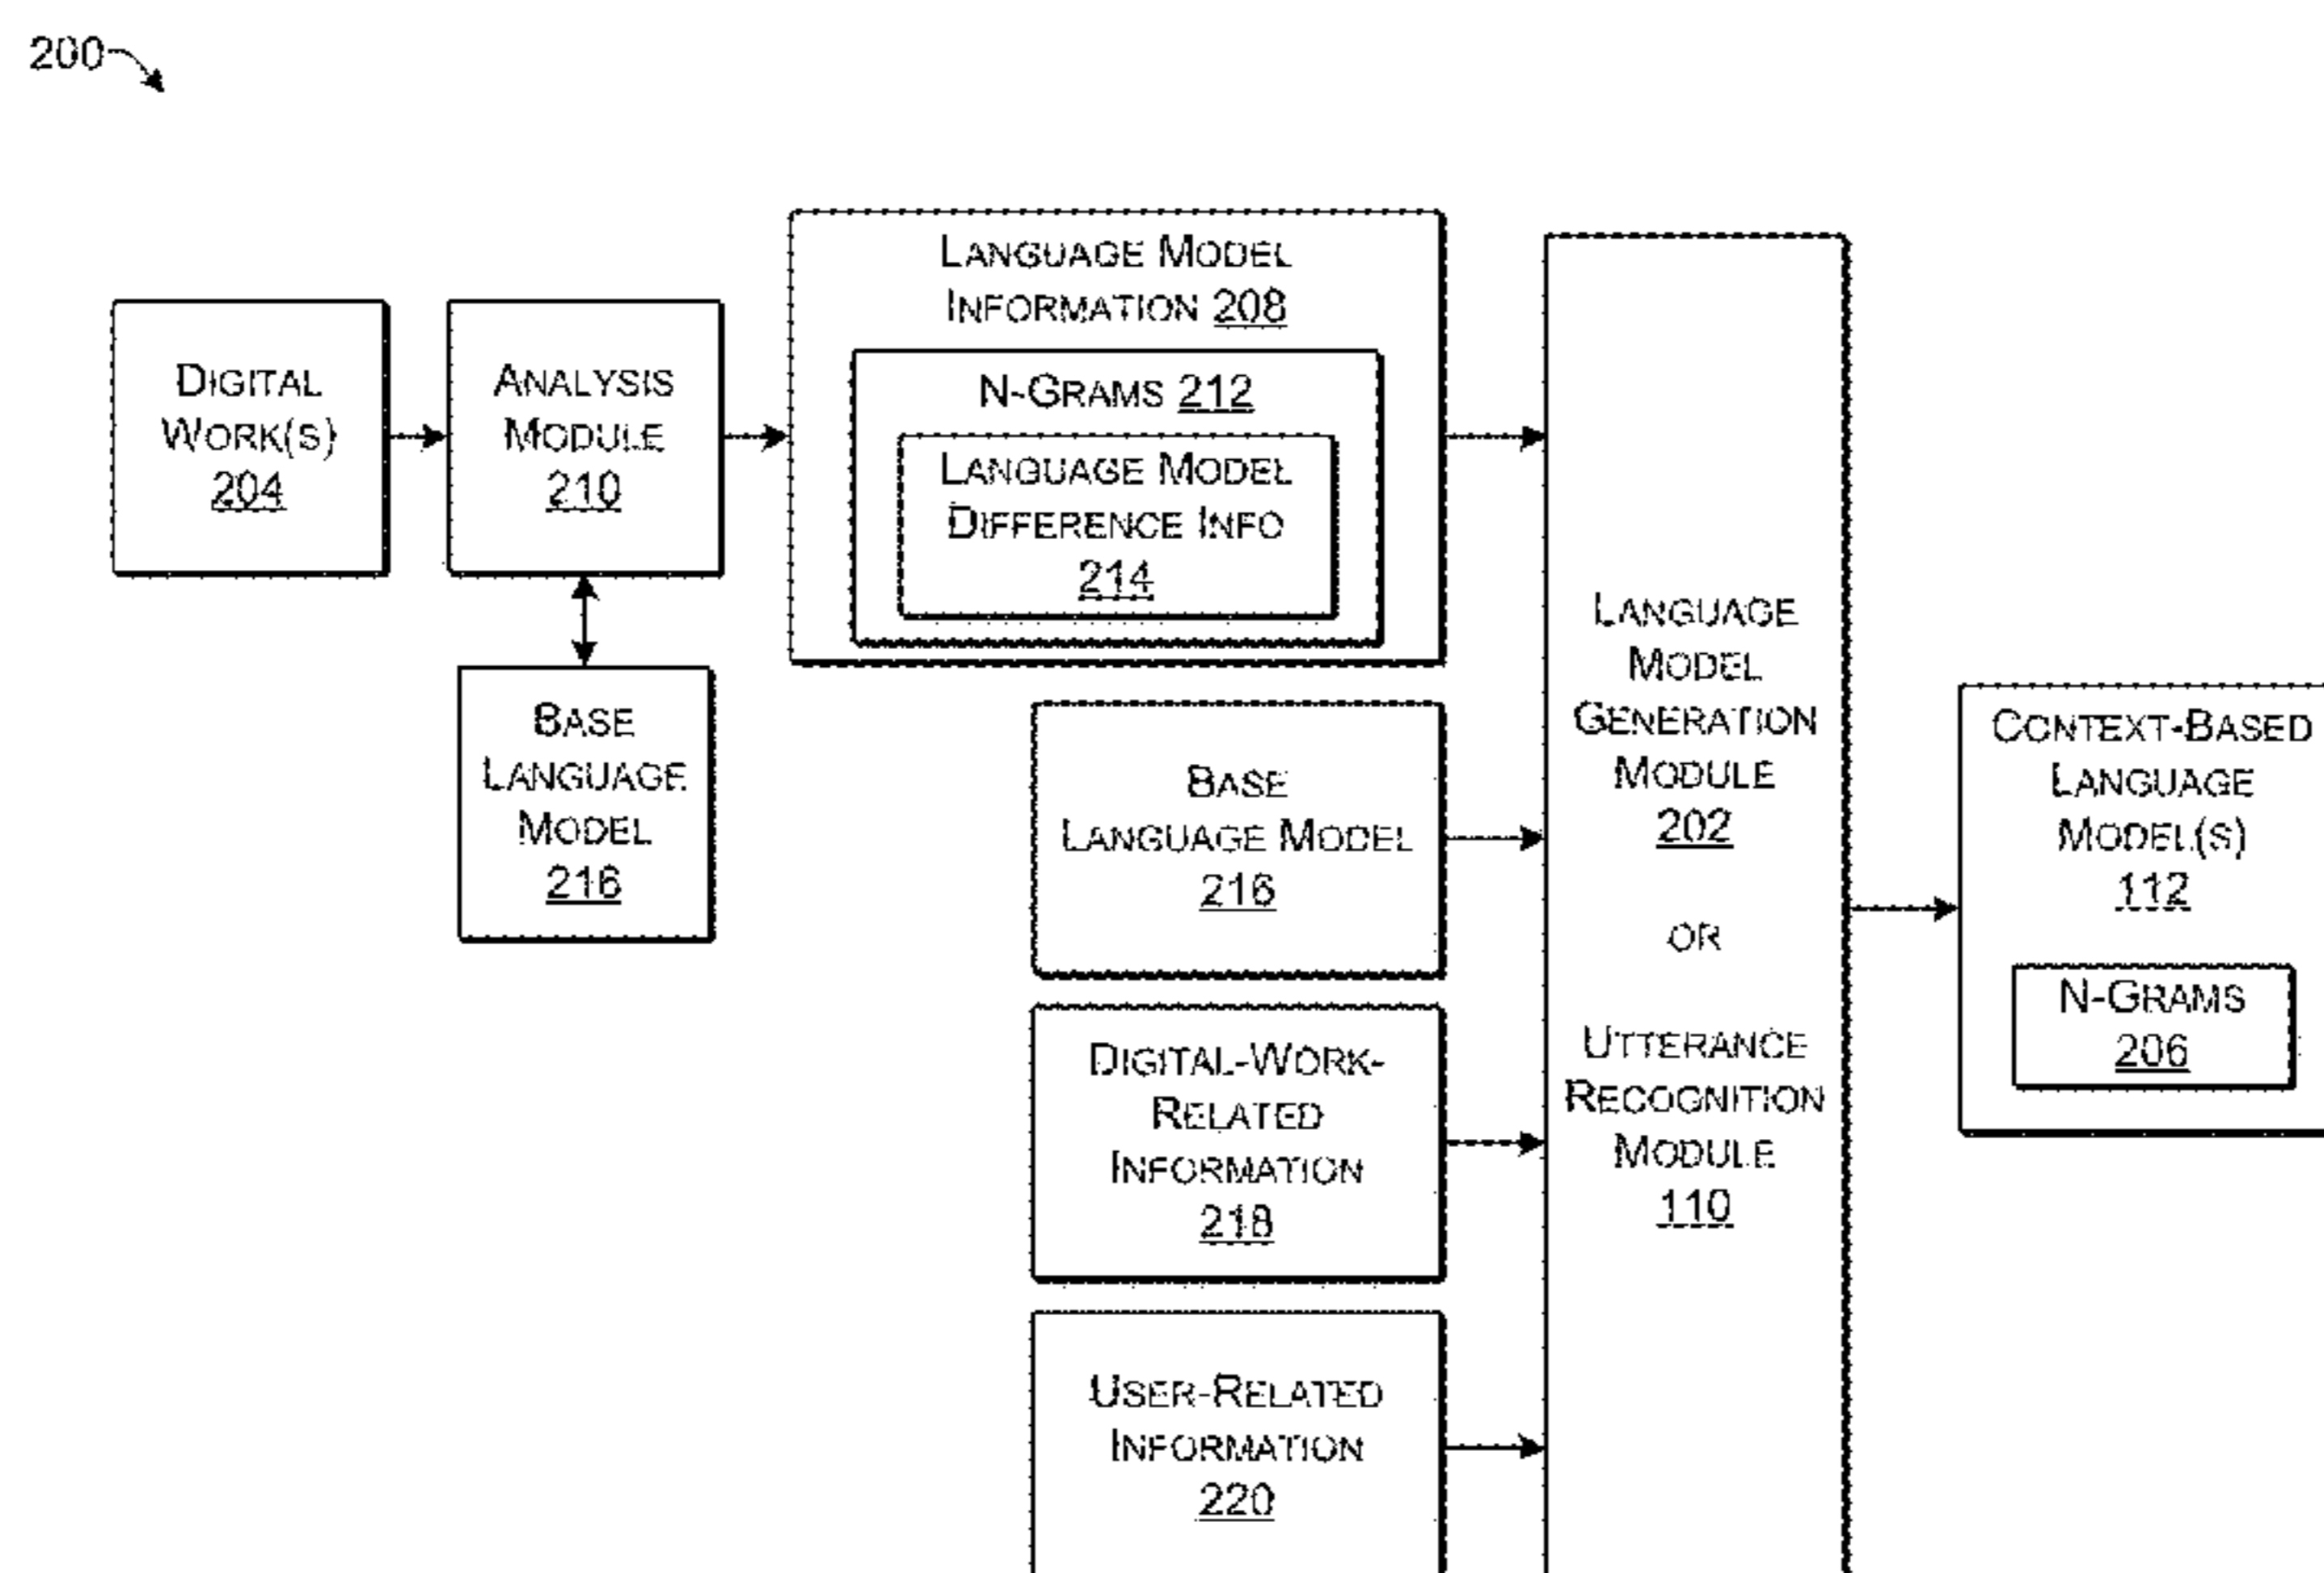 200
LANGUAGE MODEL
INFORMATION 208
N-GRAMS 212
LANGUAGE MODEL
DIFFERENCE INFO
214
DIGITAL
WORK(S)
204
ANALYSIS
MODULE
210
BASE
LANGUAGE
MODEL
216
BASE
LANGUAGE MODEL
216
DIGITAL-WORK-
RELATED
INFORMATION
218
USER-RELATED
INFORMATION
220
LANGUAGE
MODEL
GENERATION
MODULE
202
OR
UTTERANCE
RECOGNITION
MODULE
110
CONTEXT-BASED
LANGUAGE
MODEL(S)
112
N-GRAMS
206